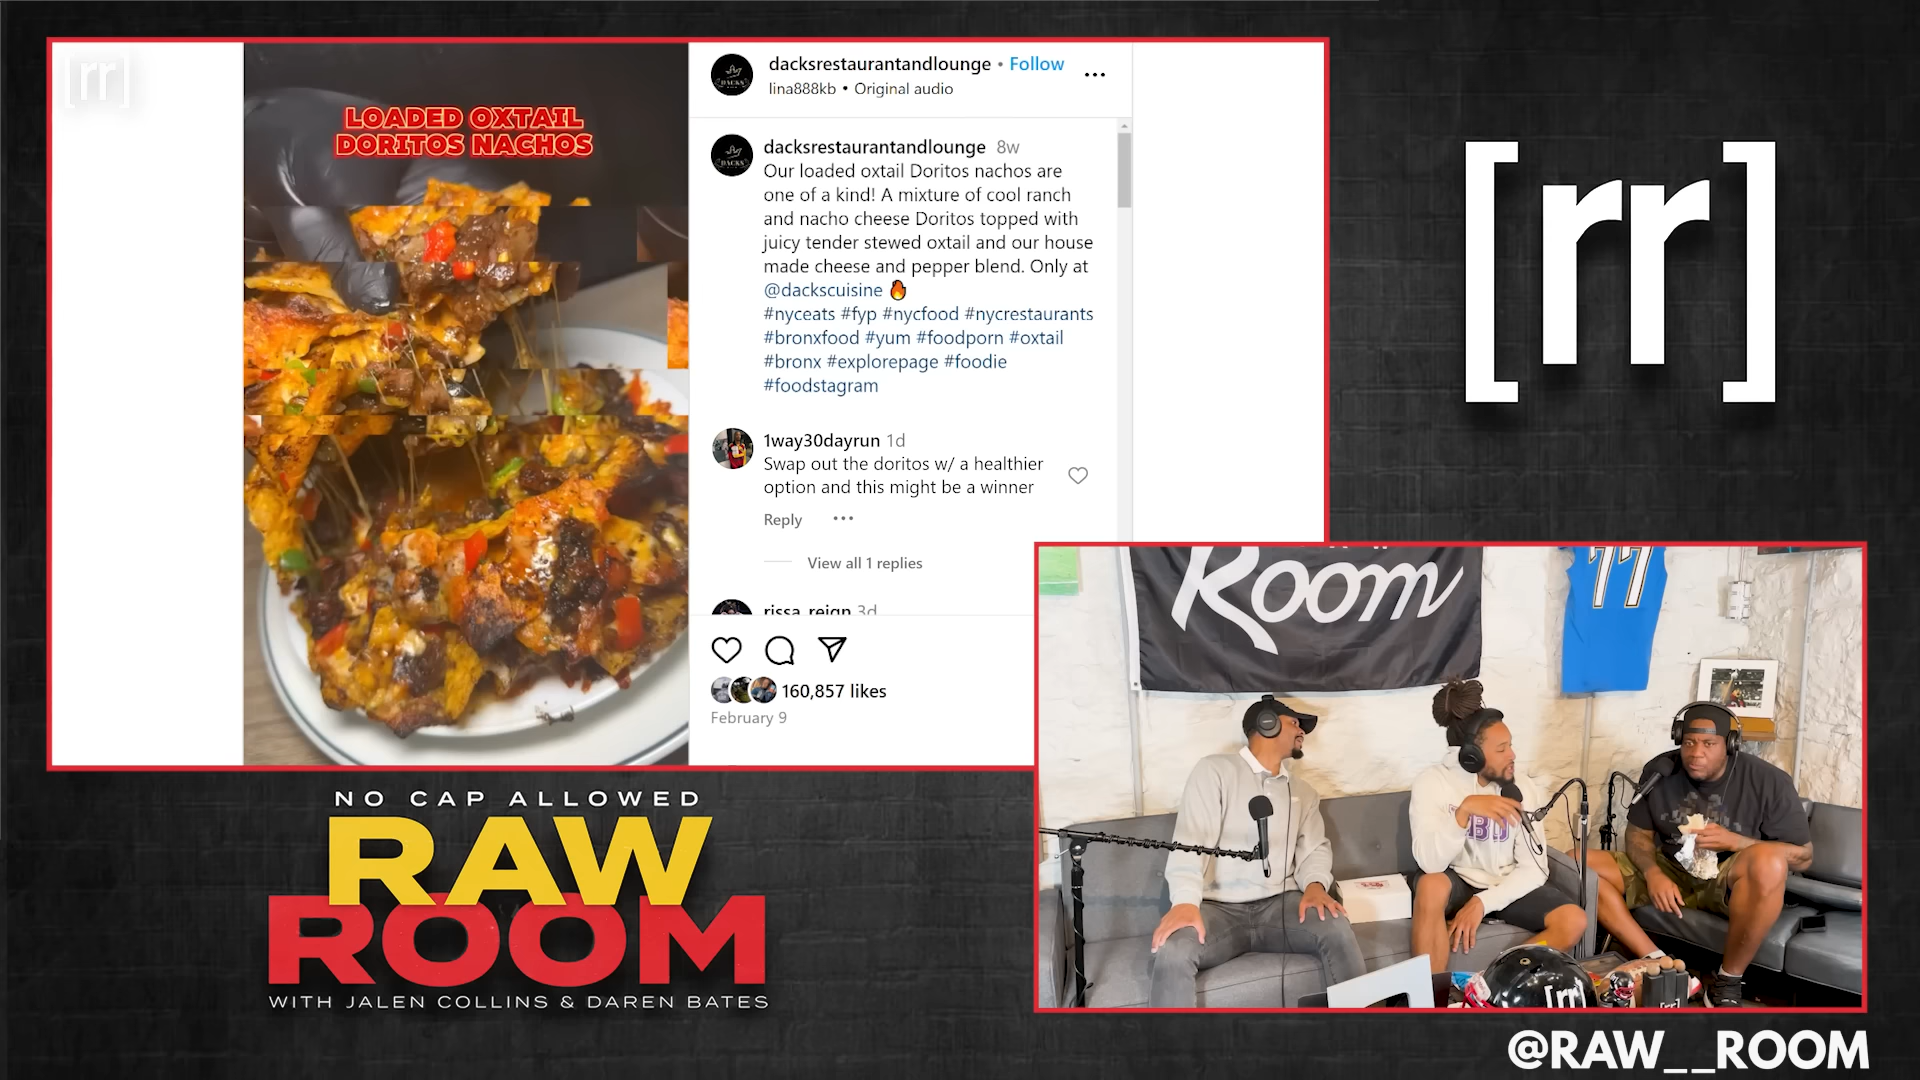 [rr]
LOADED OXTAIL
DORITOS NACHOS
dacksrestaurantandlounge • Follow
lina888kb • Original audio
dacksrestaurantandlounge 8w
Our loaded oxtail Doritos nachos are
one of a kind! A mixture of cool ranch
and nacho cheese Doritos topped with
juicy tender stewed oxtail and our house
made cheese and pepper blend. Only at
@dackscuisine 🔥
#nyceats #fyp #nycfood #nycrestaurants
#bronxfood #yum #foodporn #oxtail
#bronx #explorepage #foodie
#foodstagram
1way30dayrun 1d
Swap out the doritos w/ a healthier
option and this might be a winner
Reply
View all 1 replies
rissa_reign 3d
160,857 likes
February 9
[rr]
Room
77
[rr]
NO CAP ALLOWED
RAW
ROOM
WITH JALEN COLLINS & DAREN BATES
@RAW__ROOM